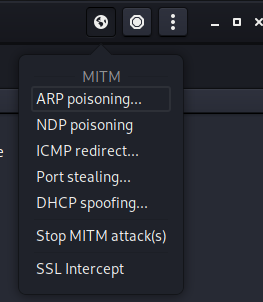 MITM
ARP poisoning...
NDP poisoning
ICMP redirect...
Port stealing...
DHCP spoofing...
Stop MITM attack(s)
SSL Intercept